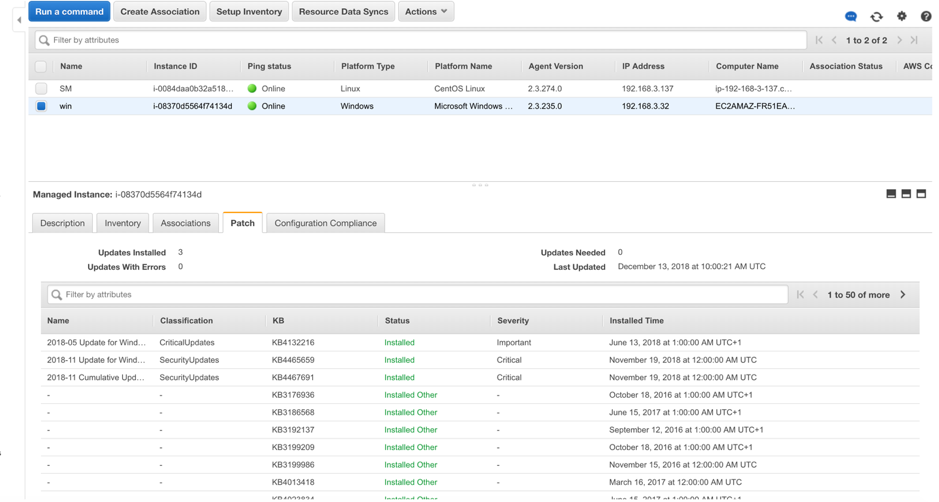 Run a command Create Association Setup Inventory Resource Data Syncs Actions
Filter by attributes 1 to 2 of 2
Name Instance ID Ping status Platform Type Platform Name Agent Version IP Address Computer Name Association Status AWS Co
SM i-0084daa0b32a518... Online Linux CentOS Linux 2.3.274.0 192.168.3.137 ip-192-168-3-137.c...
win i-08370d5564f74134d Online Windows Microsoft Windows ... 2.3.235.0 192.168.3.32 EC2AMAZ-FR51EA...
Managed Instance: i-08370d5564f74134d
Description Inventory Associations Patch Configuration Compliance
Updates Installed 3 Updates Needed 0
Updates With Errors 0 Last Updated December 13, 2018 at 10:00:21 AM UTC
Filter by attributes 1 to 50 of more
Name Classification KB Status Severity Installed Time
2018-05 Update for Wind... CriticalUpdates KB4132216 Installed Important June 13, 2018 at 1:00:00 AM UTC+1
2018-11 Update for Wind... SecurityUpdates KB4465659 Installed Critical November 19, 2018 at 12:00:00 AM UTC
2018-11 Cumulative Upd... SecurityUpdates KB4467691 Installed Critical November 19, 2018 at 12:00:00 AM UTC
- - KB3176936 Installed Other - October 18, 2016 at 1:00:00 AM UTC+1
- - KB3186568 Installed Other - June 15, 2017 at 1:00:00 AM UTC+1
- - KB3192137 Installed Other - September 12, 2016 at 1:00:00 AM UTC+1
- - KB3199209 Installed Other - October 18, 2016 at 1:00:00 AM UTC+1
- - KB3199986 Installed Other - November 15, 2016 at 12:00:00 AM UTC
- - KB4013418 Installed Other - March 16, 2017 at 12:00:00 AM UTC